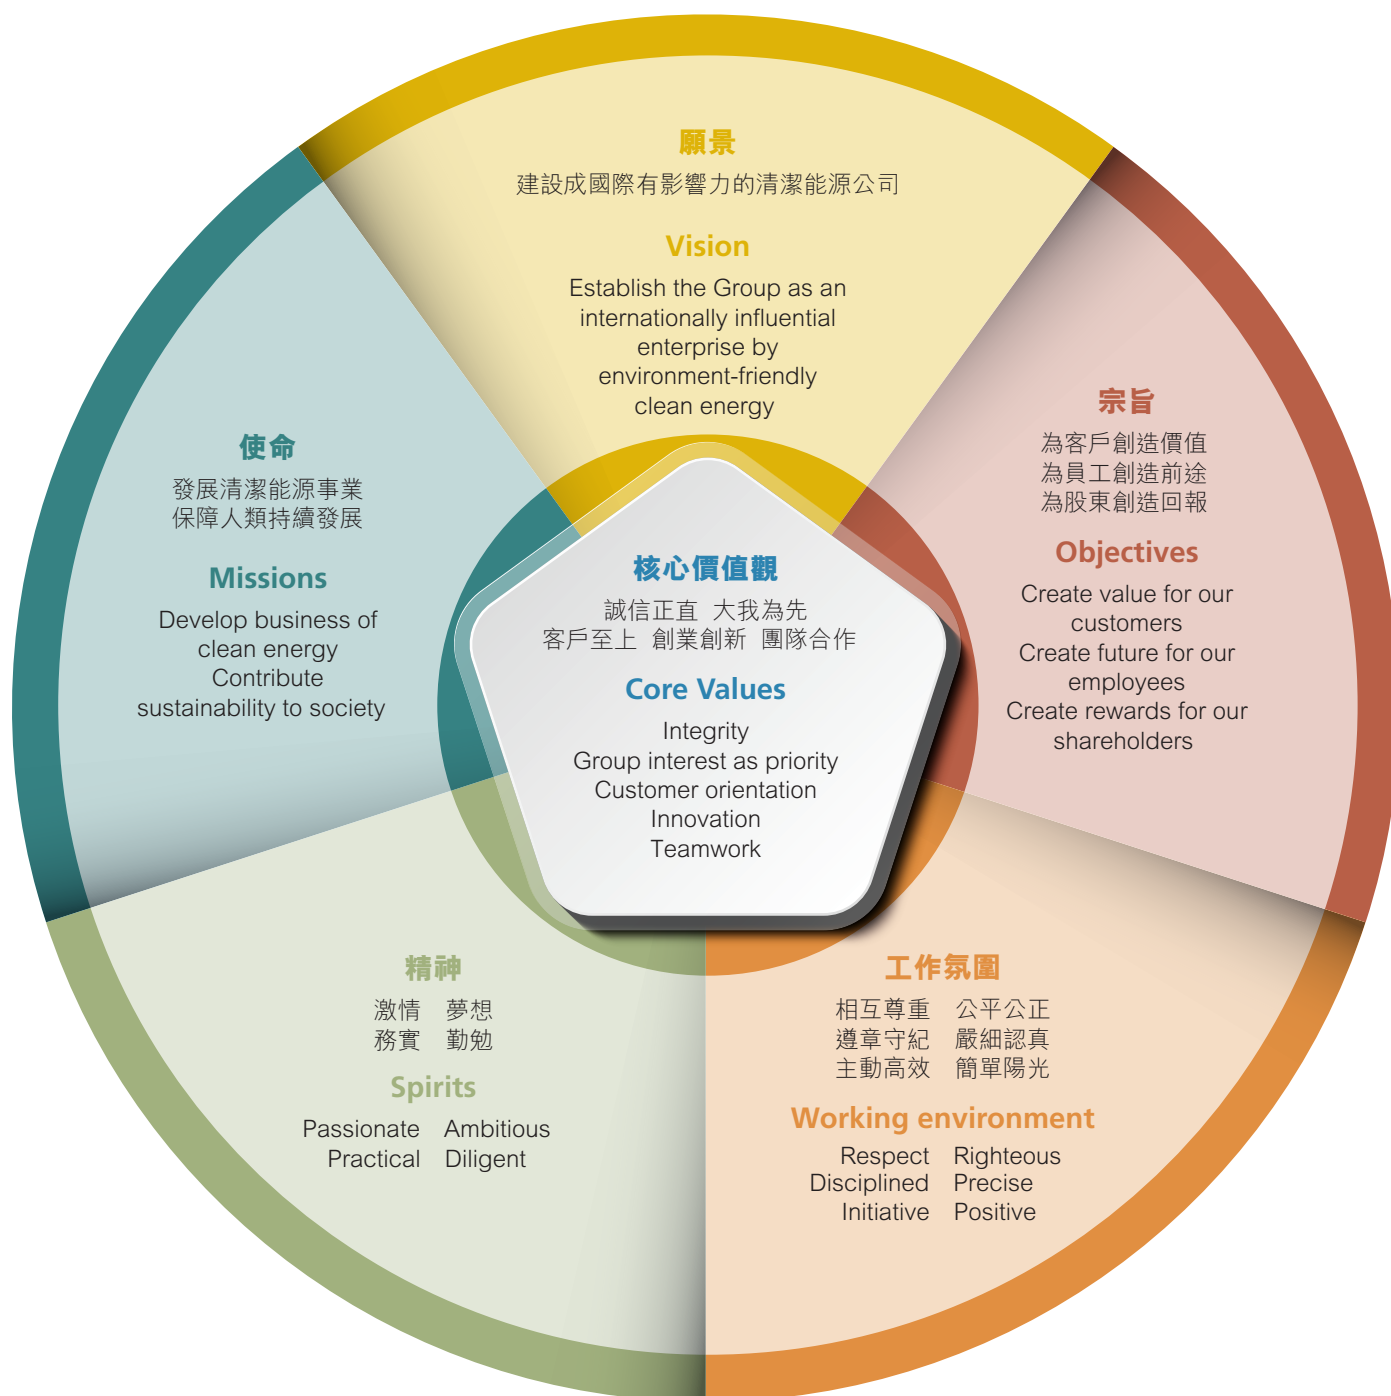 願景
建設成國際有影響力的清潔能源公司
Vision
Establish the Group as an
internationally influential
enterprise by
environment-friendly
clean energy
宗旨
為客戶創造價值
為員工創造前途
為股東創造回報
Objectives
Create value for our
customers
Create future for our
employees
Create rewards for our
shareholders
使命
發展清潔能源事業
保障人類持續發展
Missions
Develop business of
clean energy
Contribute
sustainability to society
核心價值觀
誠信正直 大我為先
客戶至上 創業創新 團隊合作
Core Values
Integrity
Group interest as priority
Customer orientation
Innovation
Teamwork
精神
激情 夢想
務實 勤勉
Spirits
Passionate Ambitious
Practical Diligent
工作氛圍
相互尊重 公平公正
遵章守紀 嚴細認真
主動高效 簡單陽光
Working environment
Respect Righteous
Disciplined Precise
Initiative Positive